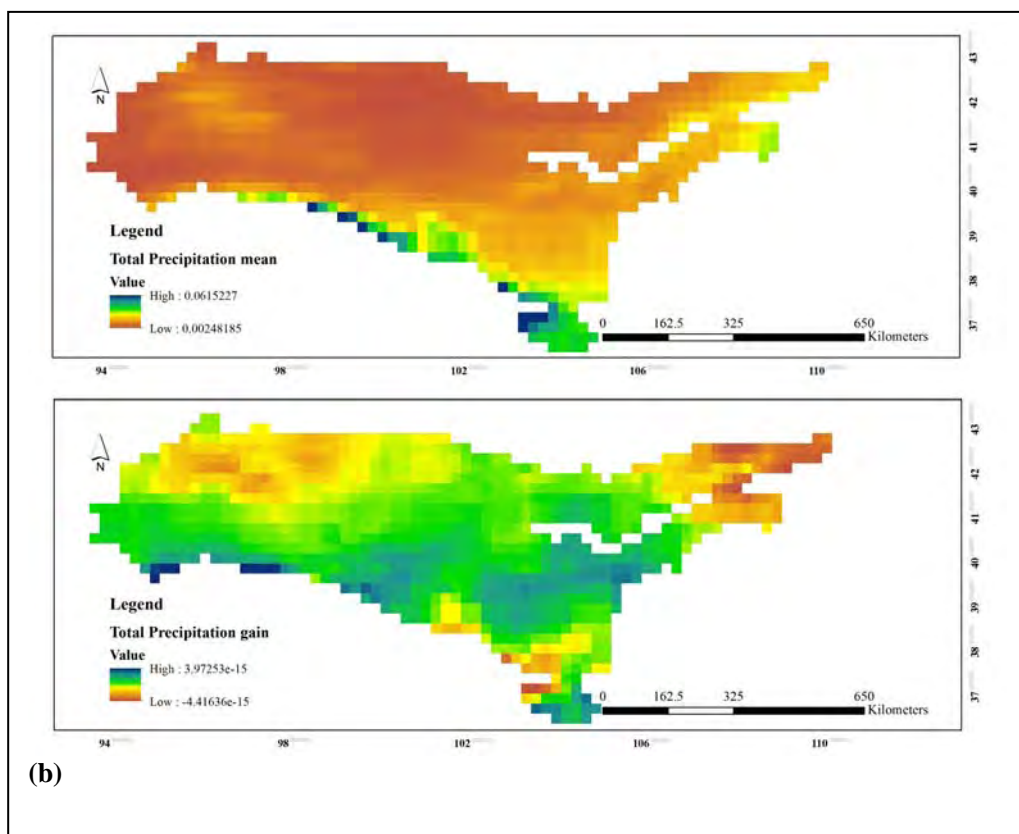 43
42
41
40
39
38
37
N
Legend
Total Precipitation mean
Value
High : 0.0615227
Low : 0.00248185
0 162.5 325 650
Kilometers
94 98 102 106 110
43
42
41
40
39
38
37
N
Legend
Total Precipitation gain
Value
High : 3.97253e-15
Low : -4.41636e-15
0 162.5 325 650
Kilometers
94 98 102 106 110
(b)